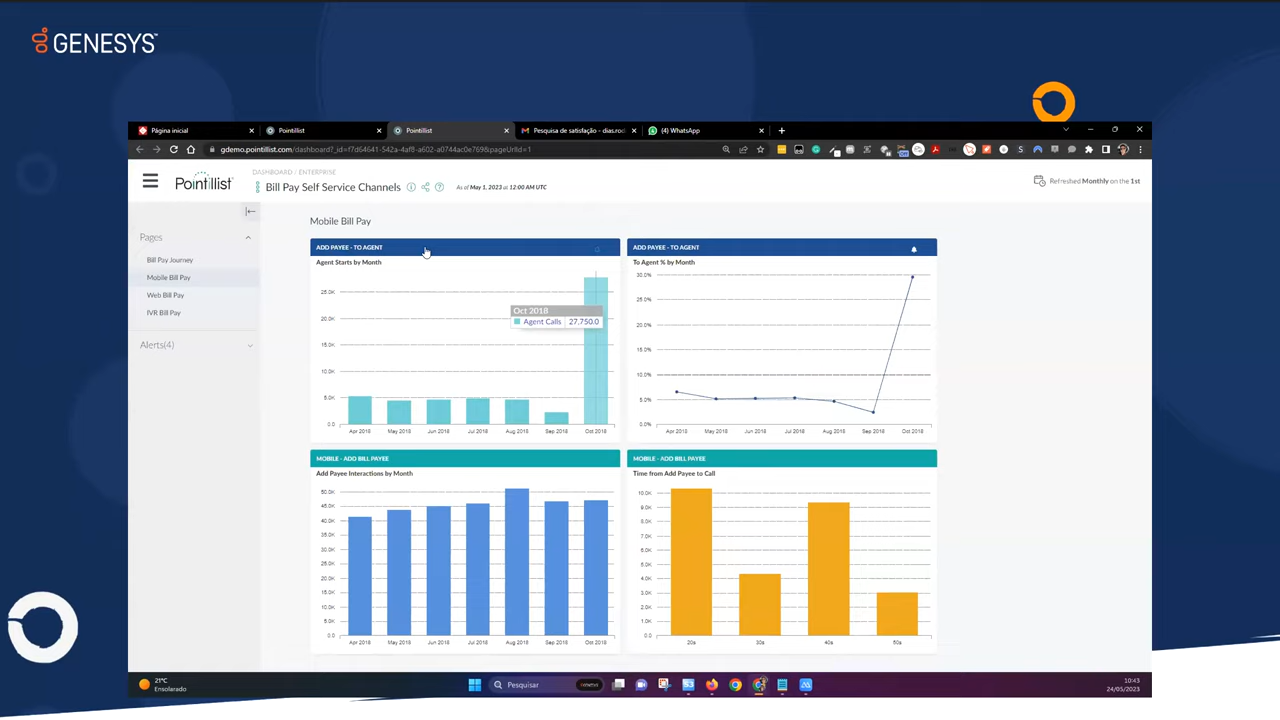 GENESYS
Página inicial
Pointillist
Pointillist
Pesquisa de satisfação - dias.rod
(4) WhatsApp
gdemo.pointillist.com/dashboard?_id=f7d64641-542a-4af8-a602-a0744ac0e769&pageUrlId=1
DASHBOARD / ENTERPRISE
Pointillist
Bill Pay Self Service Channels
As of May 1, 2023 at 12:00 AM UTC
Refreshed Monthly on the 1st
Pages
Bill Pay Journey
Mobile Bill Pay
Web Bill Pay
IVR Bill Pay
Alerts(4)
Mobile Bill Pay
ADD PAYEE - TO AGENT
Agent Starts by Month
25.0K
20.0K
15.0K
10.0K
5.0K
0.0
Oct 2018
Agent Calls 27,750.0
Apr 2018 May 2018 Jun 2018 Jul 2018 Aug 2018 Sep 2018 Oct 2018
ADD PAYEE - TO AGENT
To Agent % by Month
30.0%
25.0%
20.0%
15.0%
10.0%
5.0%
0.0%
Apr 2018 May 2018 Jun 2018 Jul 2018 Aug 2018 Sep 2018 Oct 2018
MOBILE - ADD BILL PAYEE
Add Payee Interactions by Month
50.0K
45.0K
40.0K
35.0K
30.0K
25.0K
20.0K
15.0K
10.0K
5.0K
0.0
Apr 2018 May 2018 Jun 2018 Jul 2018 Aug 2018 Sep 2018 Oct 2018
MOBILE - ADD BILL PAYEE
Time from Add Payee to Call
10.0K
9.0K
8.0K
7.0K
6.0K
5.0K
4.0K
3.0K
2.0K
1.0K
0.0
20s 30s 40s 50s
21°C
Ensolarado
Pesquisar
10:43
24/05/2023